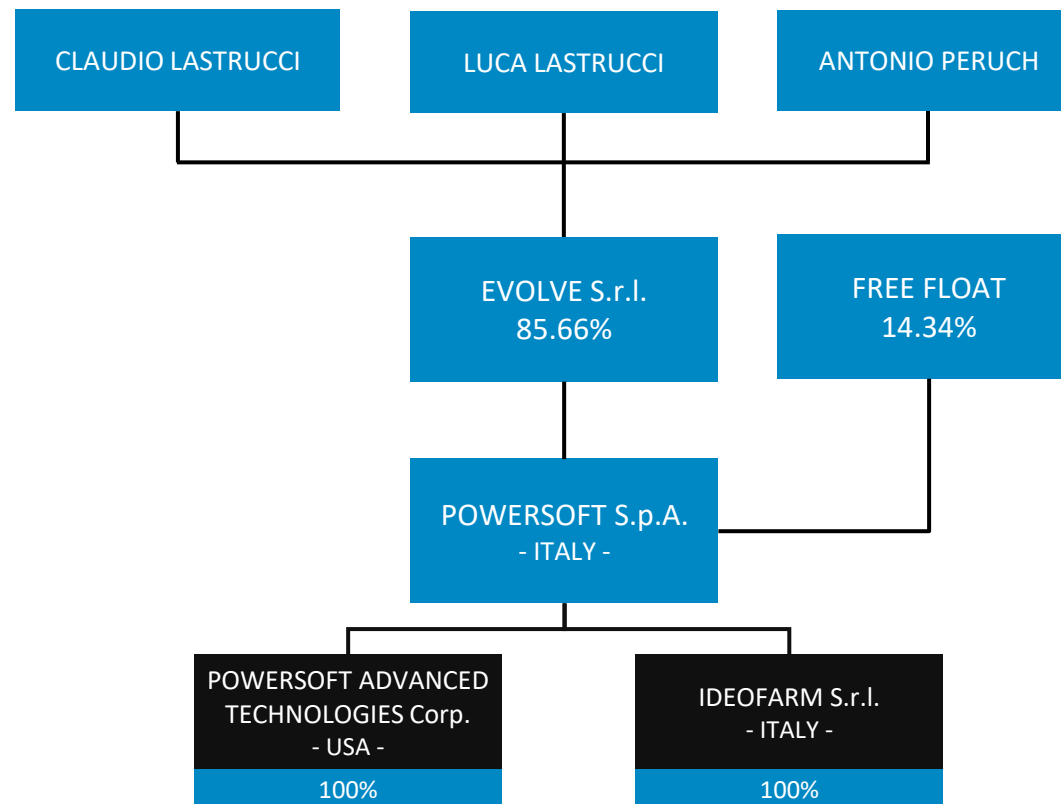 CLAUDIO LASTRUCCI
LUCA LASTRUCCI
ANTONIO PERUCH
EVOLVE S.r.l.
85.66%
FREE FLOAT
14.34%
POWERSOFT S.p.A.
- ITALY -
POWERSOFT ADVANCED
TECHNOLOGIES Corp.
- USA -
100%
IDEOFARM S.r.l.
- ITALY -
100%